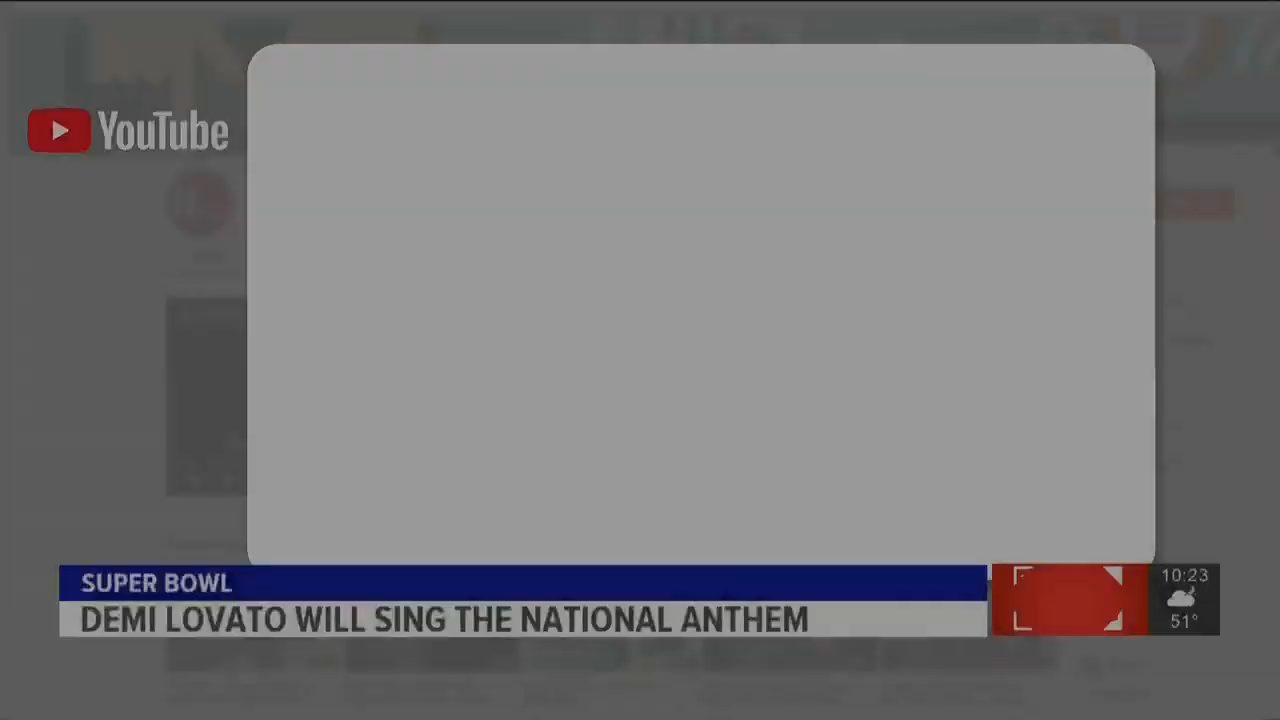 YouTube
SUPER BOWL
DEMI LOVATO WILL SING THE NATIONAL ANTHEM
10:23
51°